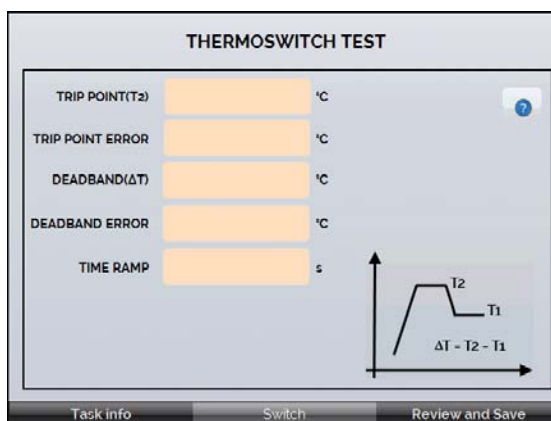 THERMOSWITCH TEST
TRIP POINT(T2) °C
?
TRIP POINT ERROR °C
DEADBAND(ΔT) °C
DEADBAND ERROR °C
TIME RAMP s
T2
T1
ΔT - T2 - T1
Task info Switch Review and Save